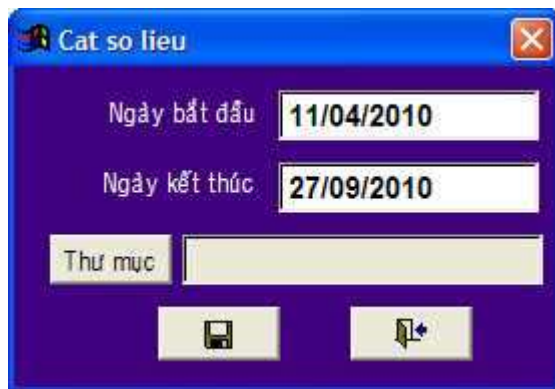 Cat so lieu
Ngày bắt đầu 11/04/2010
Ngày kết thúc 27/09/2010
Thư mục